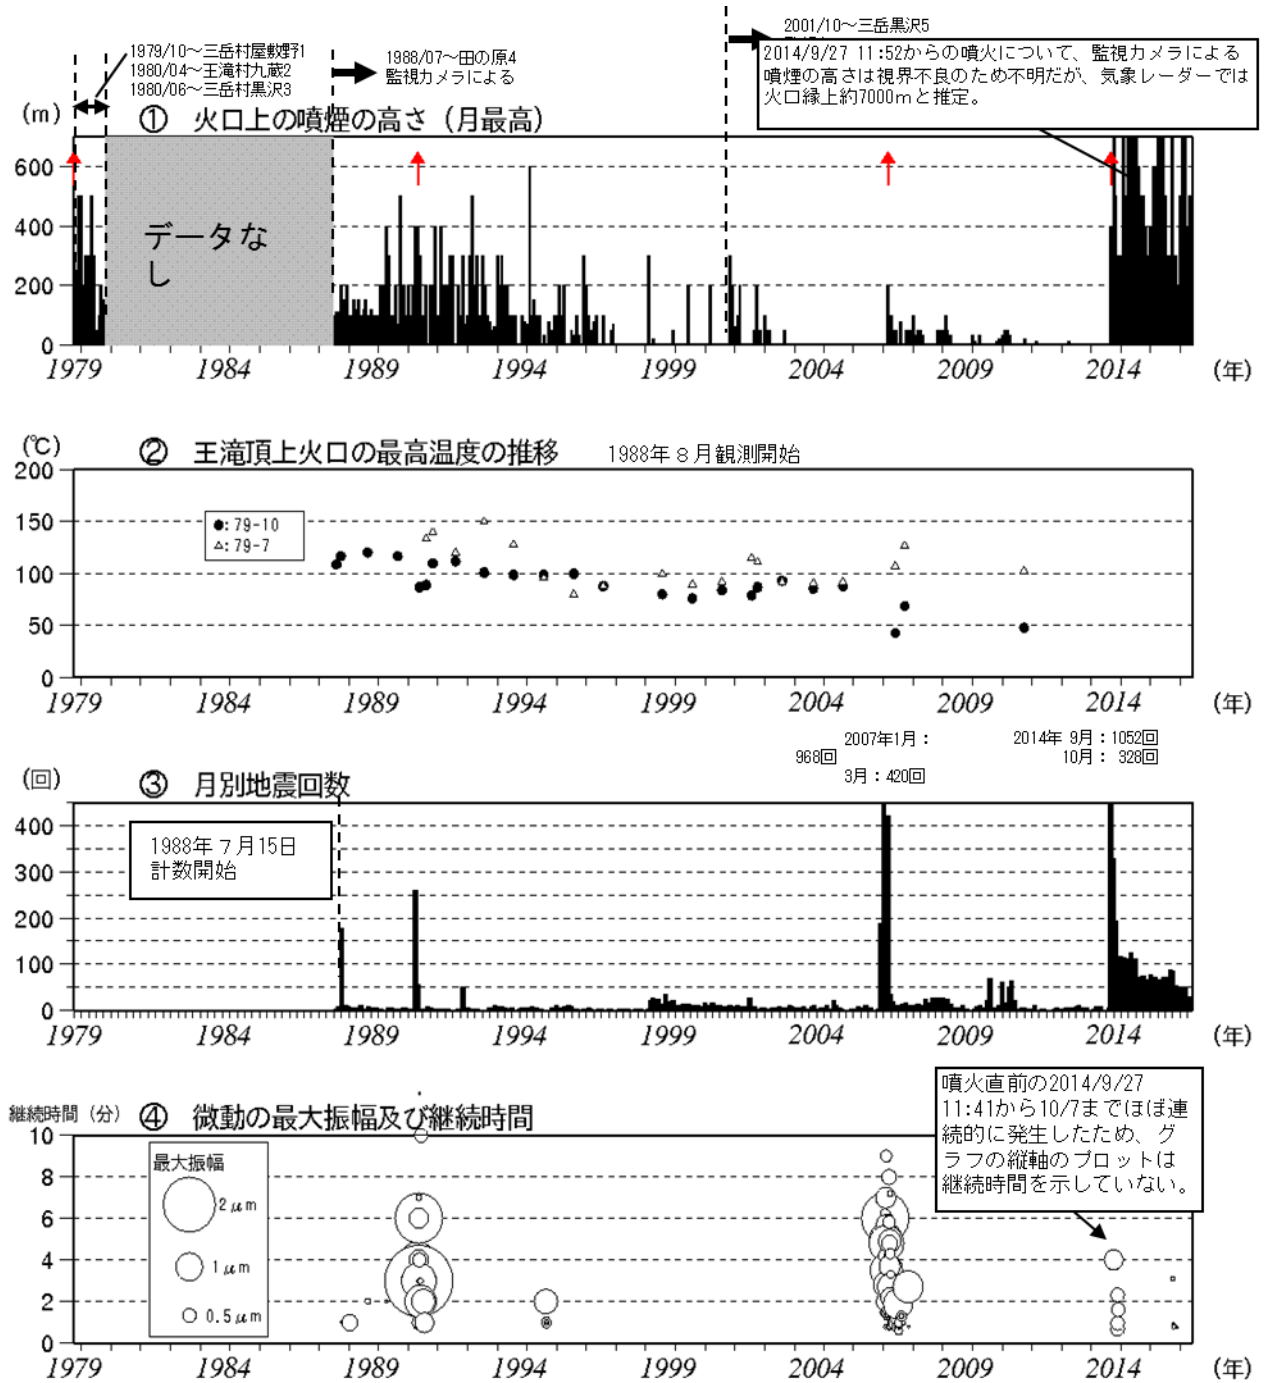 1979/10～三岳村屋敷野1
1980/04～王滝村九蔵2
1980/06～三岳村黒沢3
1988/07～田の原4
監視カメラによる
2001/10～三岳黒沢5
2014/9/27 11:52からの噴火について、監視カメラによる
噴煙の高さは視界不良のため不明だが、気象レーダーでは
火口縁上約7000mと推定。
(m)
① 火口上の噴煙の高さ（月最高）
600
400
200
0
データな
し
1979 1984 1989 1994 1999 2004 2009 2014 (年)
(℃)
② 王滝頂上火口の最高温度の推移 1988年８月観測開始
200
150
100
50
0
●: 79-10
△: 79-7
1979 1984 1989 1994 1999 2004 2009 2014 (年)
2007年1月：
968回
3月：420回
2014年 9月：1052回
10月： 328回
(回)
③ 月別地震回数
400
300
200
100
0
1988年７月15日
計数開始
1979 1984 1989 1994 1999 2004 2009 2014 (年)
継続時間（分） ④ 微動の最大振幅及び継続時間
噴火直前の2014/9/27
11:41から10/7までほぼ連
続的に発生したため、グ
ラフの縦軸のプロットは
継続時間を示していない。
10
8
6
4
2
0
最大振幅
2μm
1μm
0.5μm
1979 1984 1989 1994 1999 2004 2009 2014 (年)